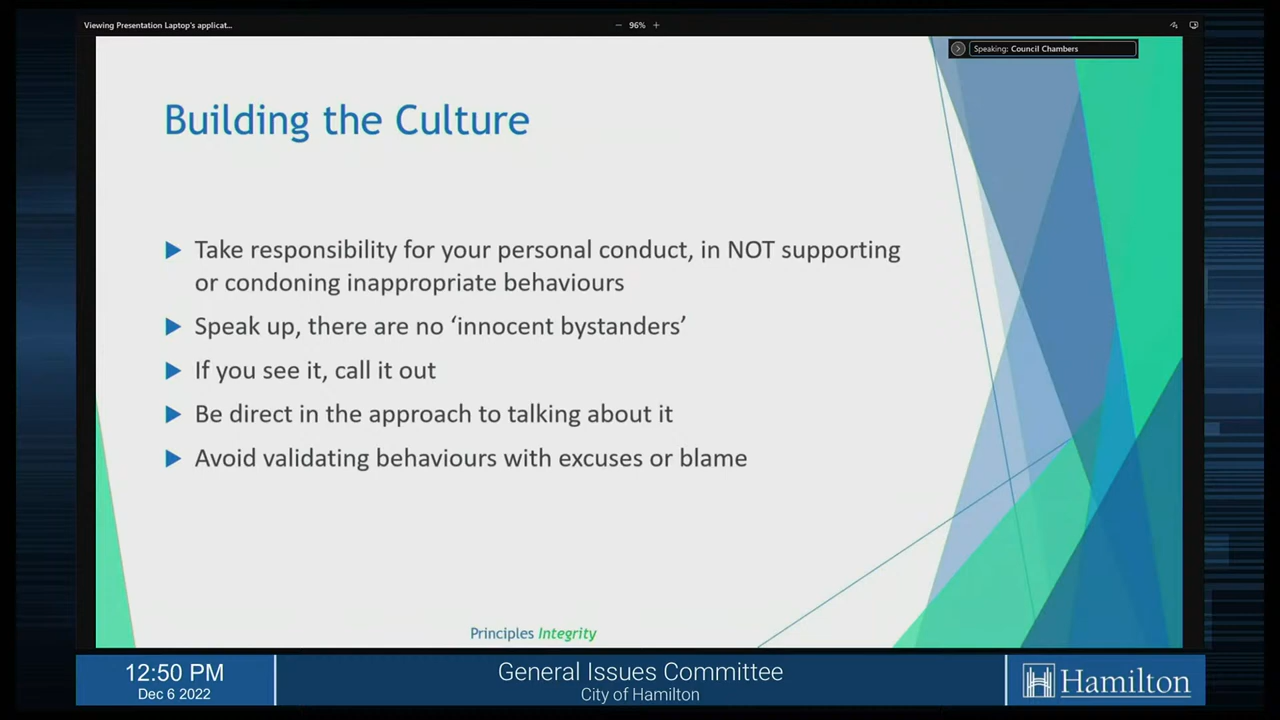 Viewing Presentation Laptop's applicat...
− 96% +
Speaking: Council Chambers
Building the Culture
Take responsibility for your personal conduct, in NOT supporting
or condoning inappropriate behaviours
Speak up, there are no ‘innocent bystanders’
If you see it, call it out
Be direct in the approach to talking about it
Avoid validating behaviours with excuses or blame
Principles Integrity
12:50 PM
Dec 6 2022
General Issues Committee
City of Hamilton
Hamilton